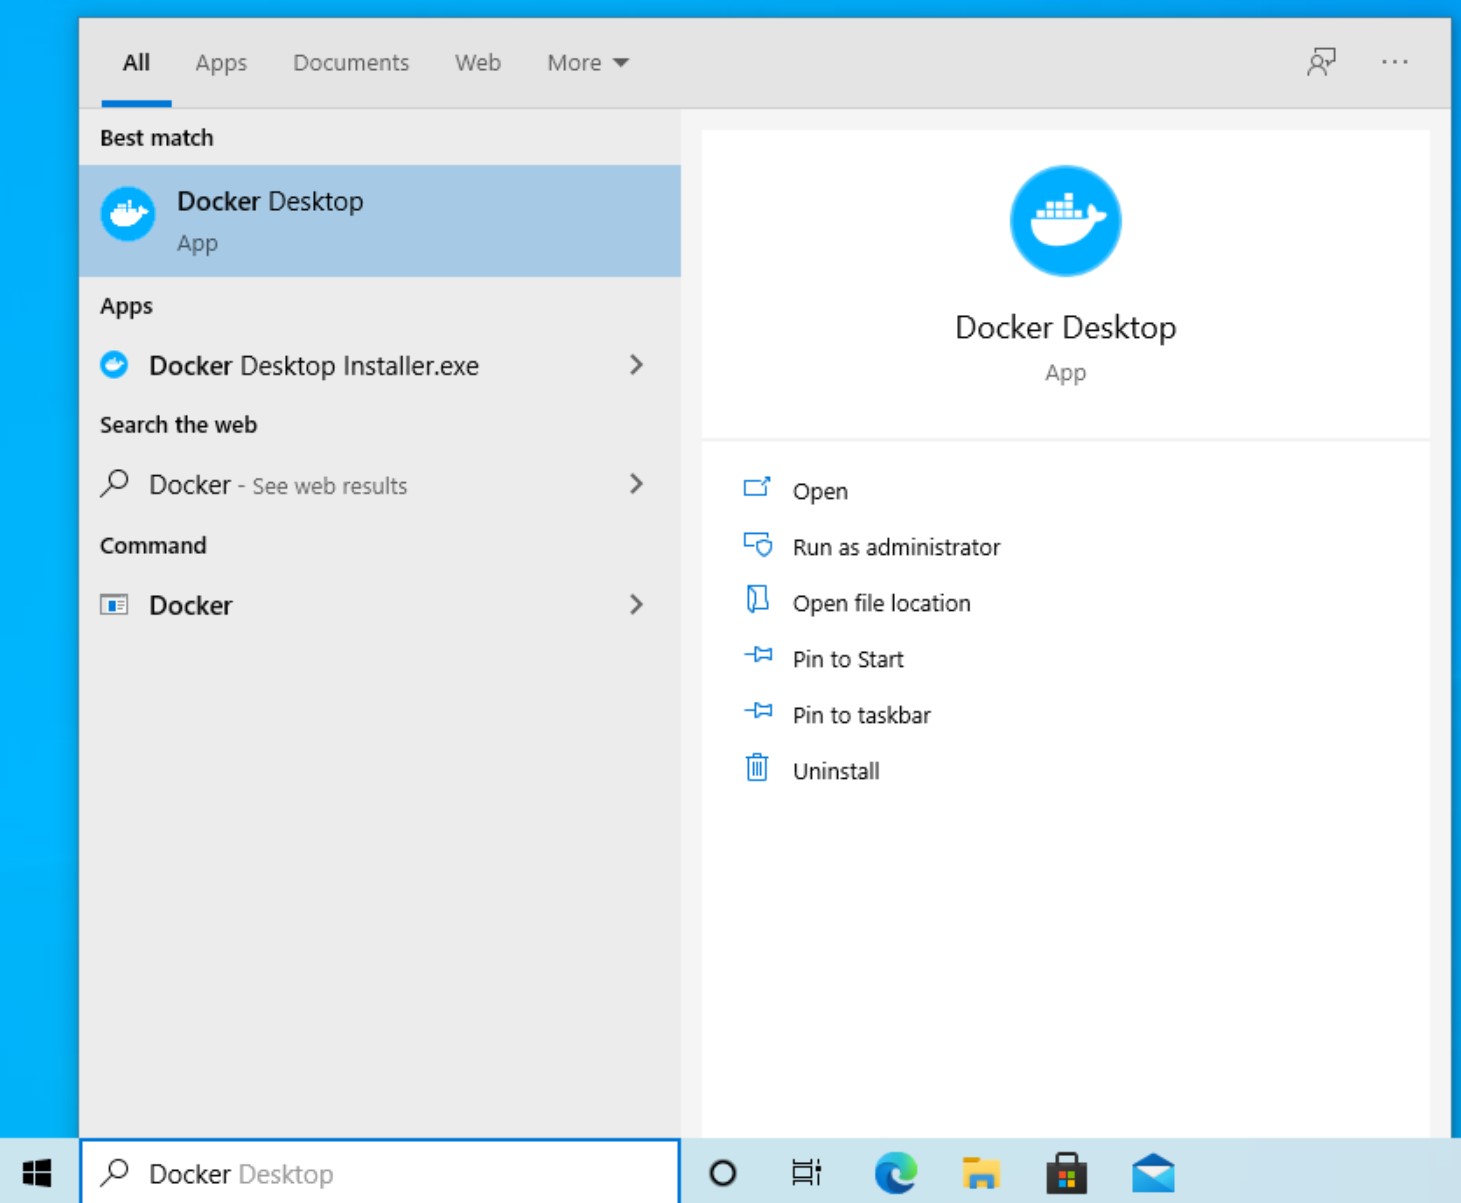 All Apps Documents Web More
Best match
Docker Desktop
App
Apps
Docker Desktop Installer.exe
Search the web
Docker - See web results
Command
Docker
Docker Desktop
App
Open
Run as administrator
Open file location
Pin to Start
Pin to taskbar
Uninstall
Docker Desktop